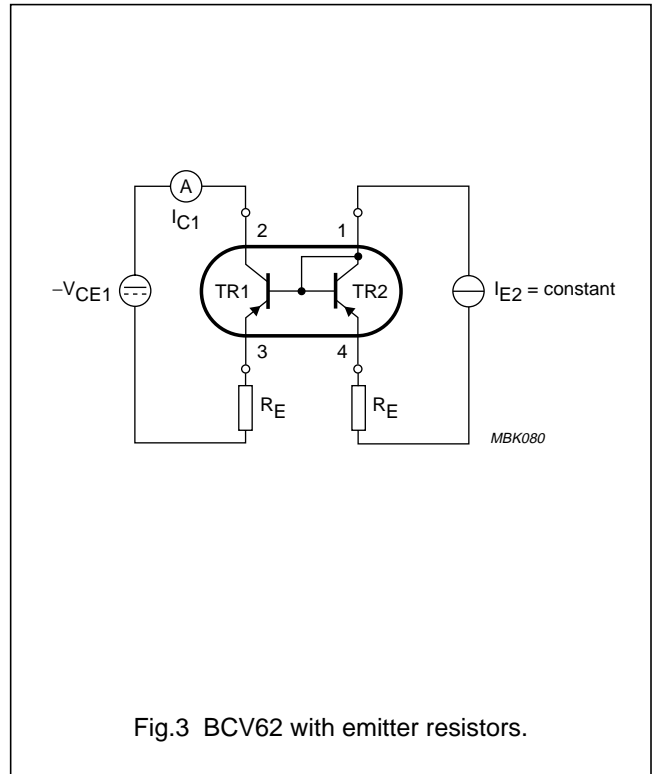 A
I_C1
2
1
−V_CE1
TR1
TR2
I_E2 = constant
3
4
R_E
R_E
MBK080
Fig.3 BCV62 with emitter resistors.